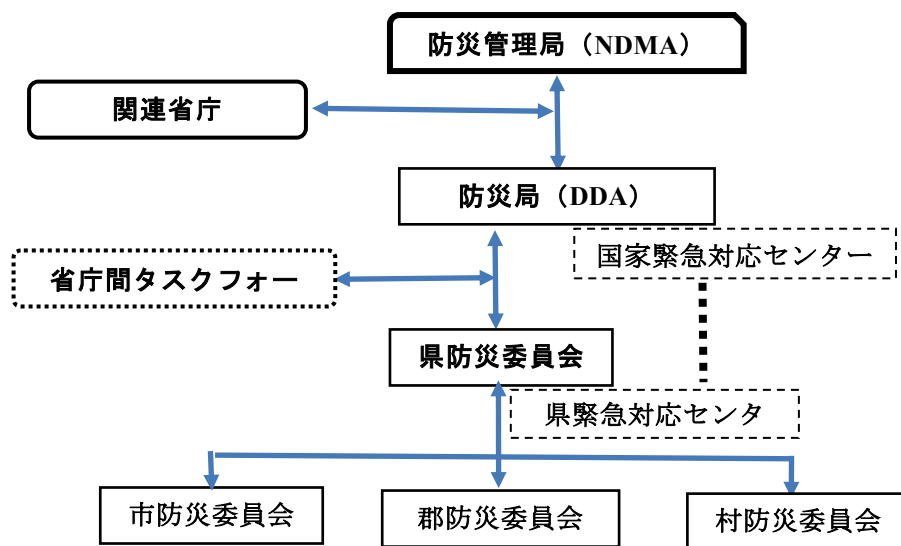 防災管理局（NDMA）
関連省庁
防災局（DDA）
国家緊急対応センター
省庁間タスクフォー
県防災委員会
県緊急対応センタ
市防災委員会
郡防災委員会
村防災委員会